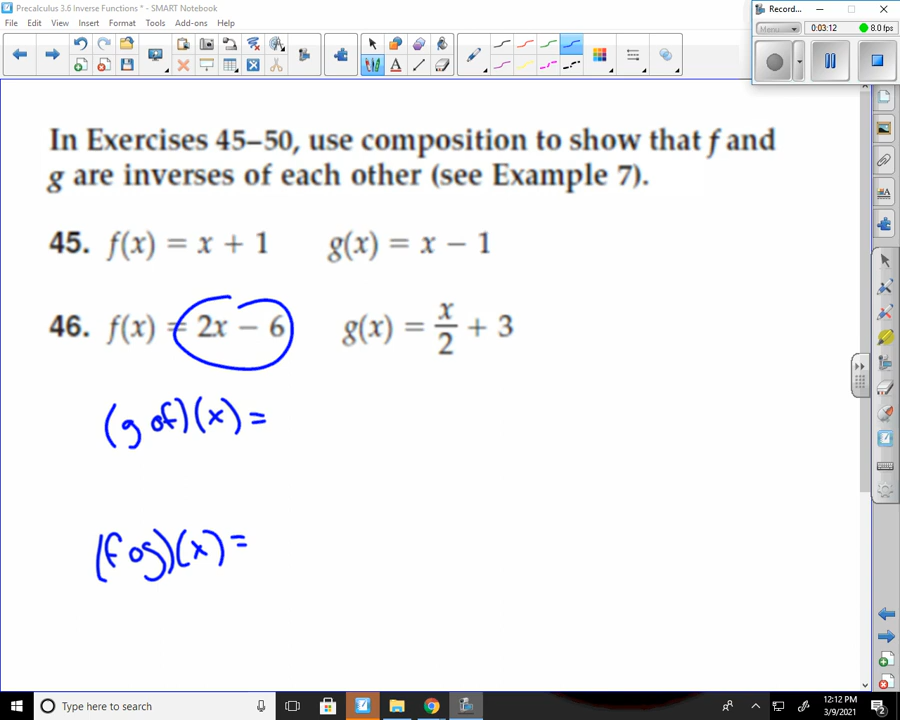 Precalculus 3.6 Inverse Functions * - SMART Notebook
File Edit View Insert Format Tools Add-ons Help
Record...
Menu
0:03:12
8.0 fps
In Exercises 45–50, use composition to show that f and
g are inverses of each other (see Example 7).
45. f(x) = x + 1 g(x) = x − 1
46. f(x) = 2x − 6 g(x) = x/2 + 3
(g o f)(x) =
(f o g)(x) =
Type here to search
12:12 PM
3/9/2021
2